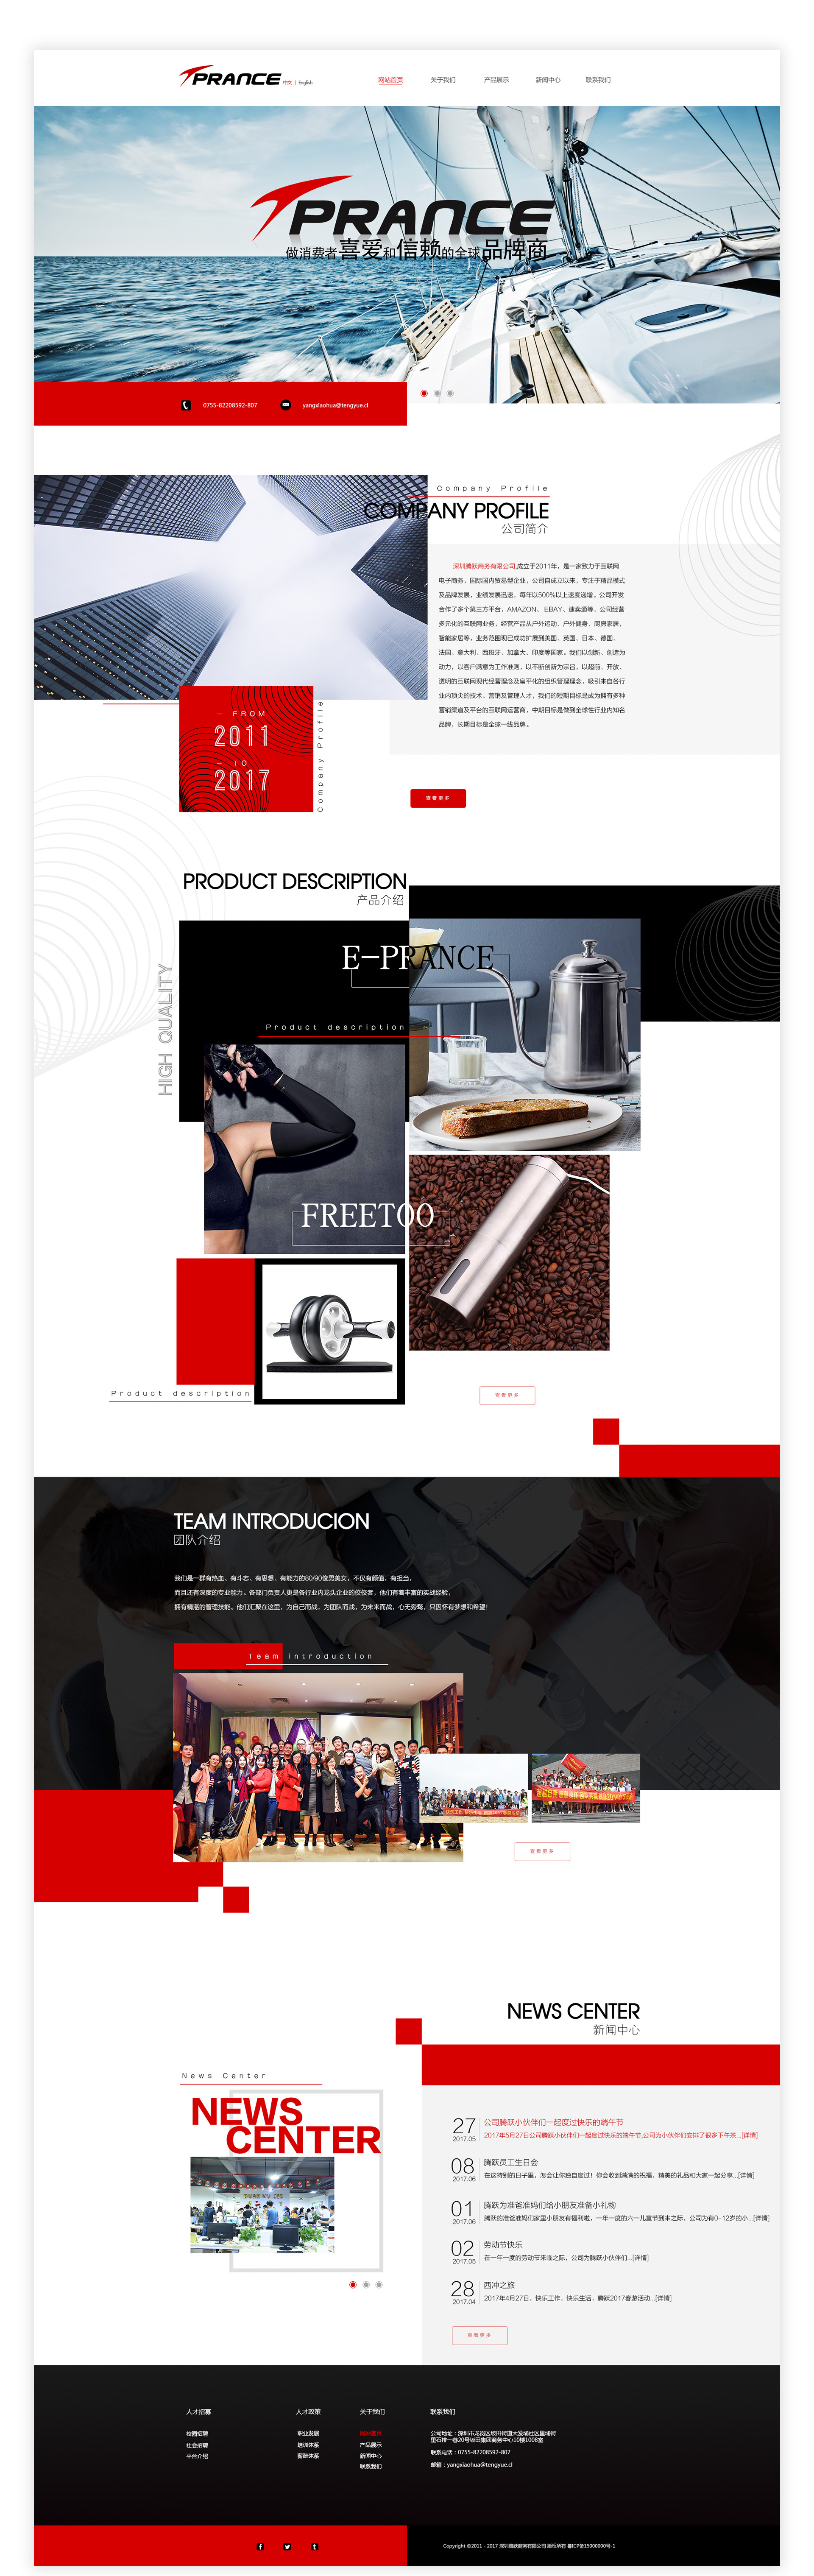 PRANCE 中文 | English
网站首页 关于我们 产品展示 新闻中心 联系我们
PRANCE
做消费者喜爱和信赖的全球品牌商
0755-82208592-807 yangxiaohua@tengyue.cl
Company Profile
COMPANY PROFILE
公司简介
深圳腾跃商务有限公司,成立于2011年，是一家致力于互联网
电子商务，国际国内贸易型企业，公司自成立以来，专注于精品模式
及品牌发展，业绩发展迅速，每年以500%以上速度递增。公司开发
合作了多个第三方平台，AMAZON、 EBAY、速卖通等，公司经营
多元化的互联网业务，经营产品从户外运动、户外健身、厨房家居，
智能家居等，业务范围现已成功扩展到美国、英国、日本、德国、
法国、意大利、西班牙、加拿大、印度等国家。我们以创新、创造为
动力，以客户满意为工作准则，以不断创新为宗旨，以超前、开放、
透明的互联网现代经营理念及扁平化的组织管理理念，吸引来自各行
业内顶尖的技术、营销及管理人才，我们的短期目标是成为拥有多种
营销渠道及平台的互联网运营商，中期目标是做到全球性行业内知名
品牌，长期目标是全球一线品牌。
FROM
2011
TO
2017
Company Profile
查看更多
PRODUCT DESCRIPTION
产品介绍
HIGH QUALITY
E-PRANCE
Product description
FREETOO
Product description
查看更多
TEAM INTRODUCION
团队介绍
我们是一群有热血、有斗志、有思想、有能力的80/90俊男美女，不仅有颜值，有担当，
而且还有深度的专业能力。各部门负责人更是各行业内龙头企业的佼佼者，他们有着丰富的实战经验，
拥有精湛的管理技能。他们汇聚在这里，为自己而战，为团队而战，为未来而战，心无旁骛，只因怀有梦想和希望！
Team introduction
查看更多
NEWS CENTER
新闻中心
News Center
NEWS
CENTER
27 公司腾跃小伙伴们一起度过快乐的端午节
2017.05 2017年5月27日公司腾跃小伙伴们一起度过快乐的端午节,公司为小伙伴们安排了很多下午茶...[详情]
08 腾跃员工生日会
2017.06 在这特别的日子里，怎会让你独自度过！你会收到满满的祝福，精美的礼品和大家一起分享...[详情]
01 腾跃为准爸准妈们给小朋友准备小礼物
2017.06 腾跃的准爸准妈们家里小朋友有福利啦，一年一度的六一儿童节到来之际，公司为有0-12岁的小...[详情]
02 劳动节快乐
2017.05 在一年一度的劳动节来临之际，公司为腾跃小伙伴们...[详情]
28 西冲之旅
2017.04 2017年4月27日，快乐工作，快乐生活，腾跃2017春游活动...[详情]
查看更多
人才招募 人才政策 关于我们 联系我们
校园招聘 职业发展 网站首页 公司地址：深圳市龙岗区坂田街道大发埔社区里埔街
里石排一巷20号坂田集团商务中心10楼1008室
社会招聘 培训体系 产品展示 联系电话：0755-82208592-807
平台介绍 薪酬体系 新闻中心 邮箱：yangxiaohua@tengyue.cl
联系我们
Copyright ©2011 - 2017 深圳腾跃商务有限公司 版权所有 粤ICP备15000000号-1